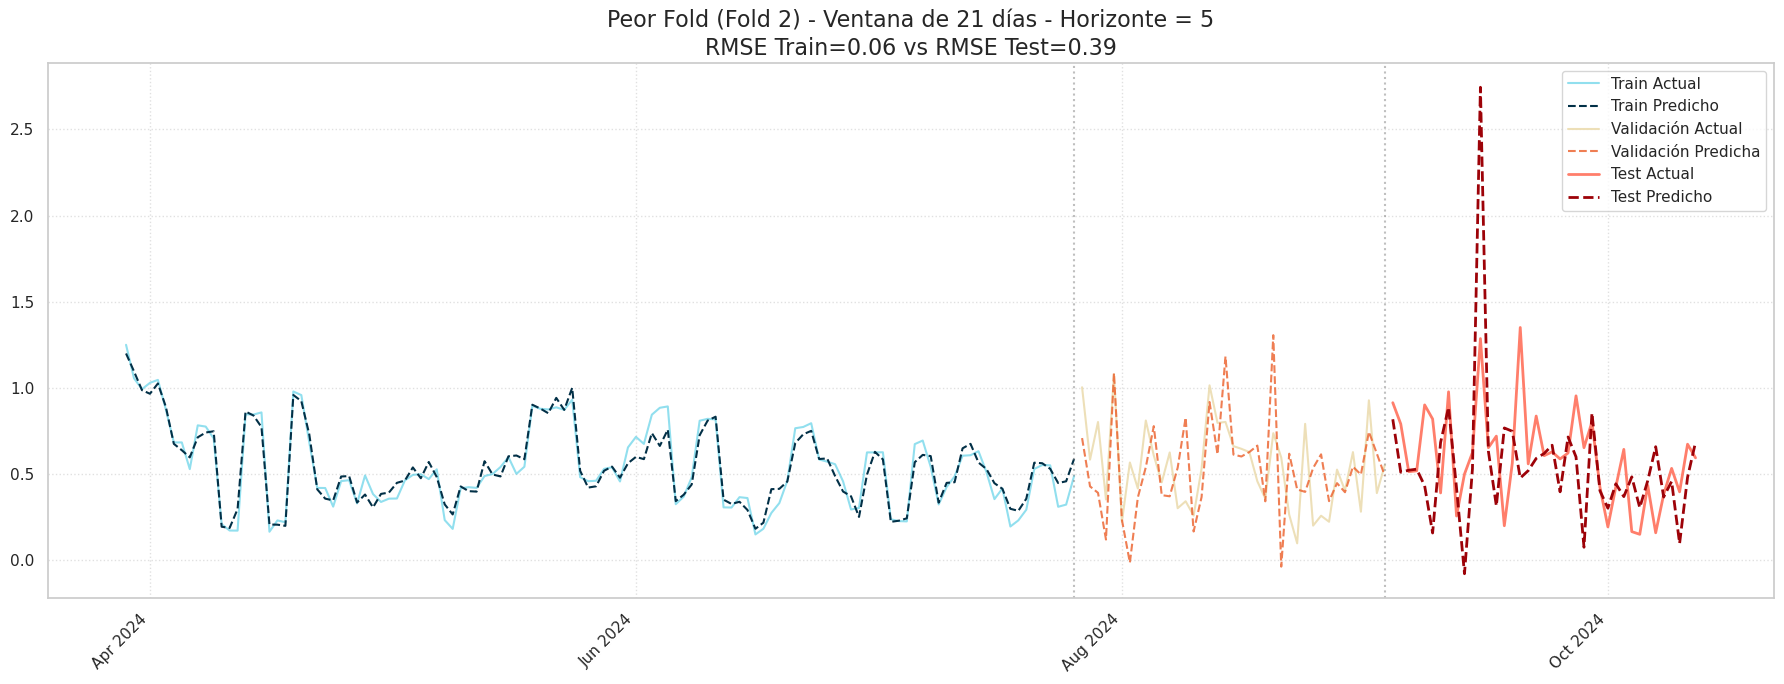 Peor Fold (Fold 2) - Ventana de 21 días - Horizonte = 5
RMSE Train=0.06 vs RMSE Test=0.39
Train Actual
Train Predicho
Validación Actual
Validación Predicha
Test Actual
Test Predicho
2.5
2.0
1.5
1.0
0.5
0.0
Apr 2024
Jun 2024
Aug 2024
Oct 2024